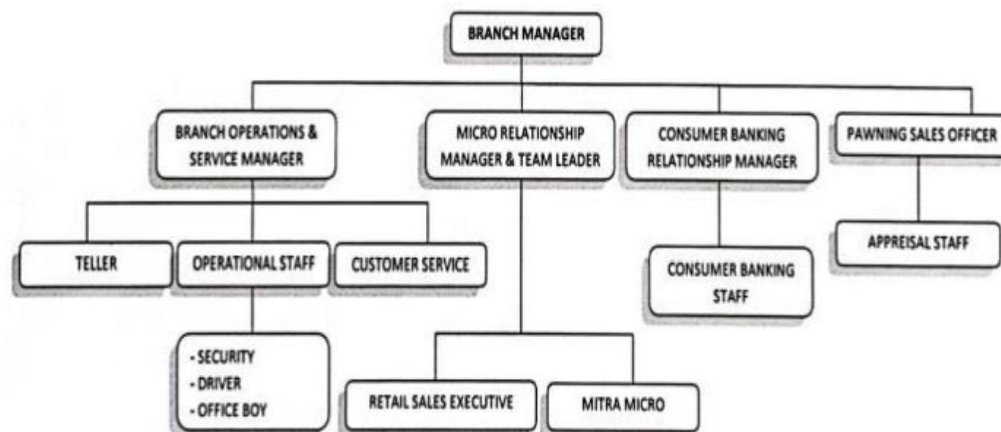 BRANCH MANAGER
BRANCH OPERATIONS &
SERVICE MANAGER
MICRO RELATIONSHIP
MANAGER & TEAM LEADER
CONSUMER BANKING
RELATIONSHIP MANAGER
PAWNING SALES OFFICER
TELLER
OPERATIONAL STAFF
CUSTOMER SERVICE
CONSUMER BANKING
STAFF
APPREISAL STAFF
- SECURITY
- DRIVER
- OFFICE BOY
RETAIL SALES EXECUTIVE
MITRA MICRO